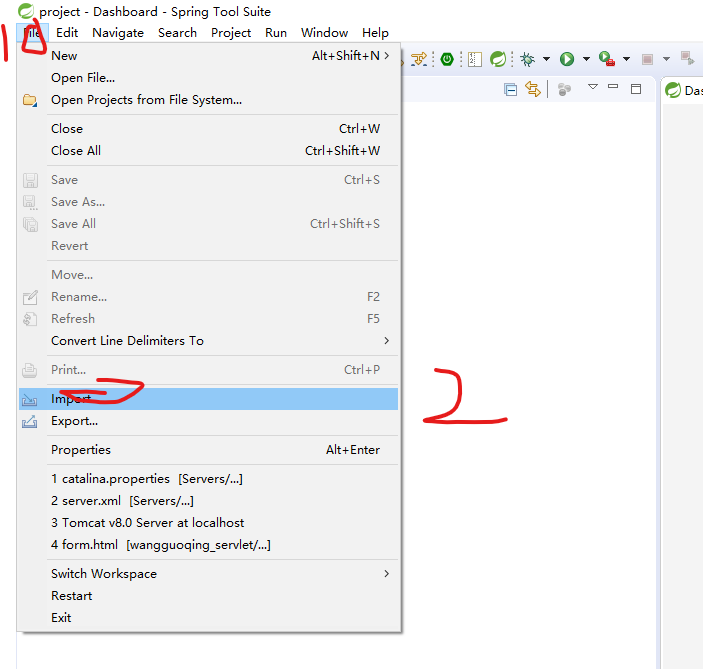 project - Dashboard - Spring Tool Suite
1 File Edit Navigate Search Project Run Window Help
New Alt+Shift+N
Open File...
Open Projects from File System...
Close Ctrl+W
Close All Ctrl+Shift+W
Save Ctrl+S
Save As...
Save All Ctrl+Shift+S
Revert
Move...
Rename... F2
Refresh F5
Convert Line Delimiters To
Print... Ctrl+P
Import...
2
Export...
Properties Alt+Enter
1 catalina.properties [Servers/...]
2 server.xml [Servers/...]
3 Tomcat v8.0 Server at localhost
4 form.html [wangguoqing_servlet/...]
Switch Workspace
Restart
Exit
Das